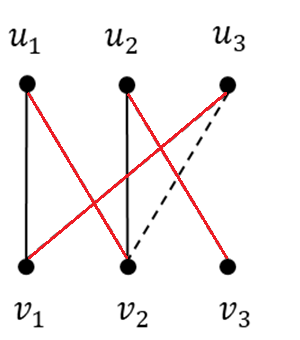 u₁ u₂ u₃
v₁ v₂ v₃